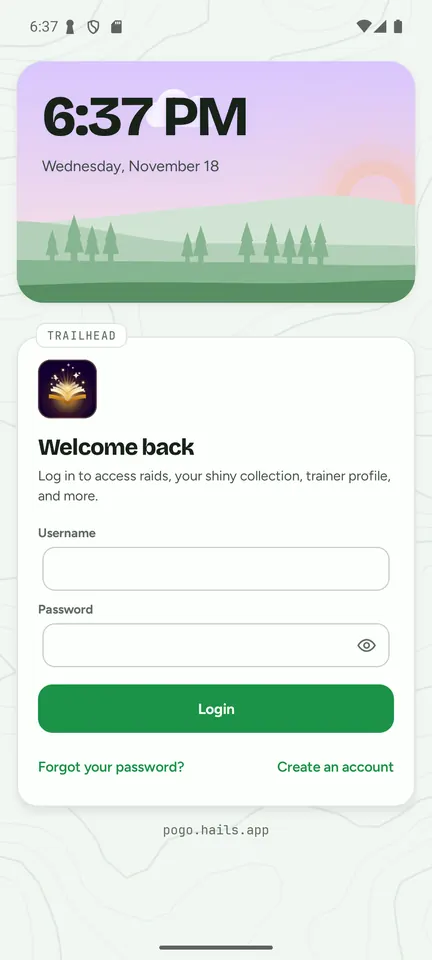 6:37
6:37 PM
Wednesday, November 18
TRAILHEAD
Welcome back
Log in to access raids, your shiny collection, trainer profile,
and more.
Username
Password
Login
Forgot your password?
Create an account
pogo.hails.app